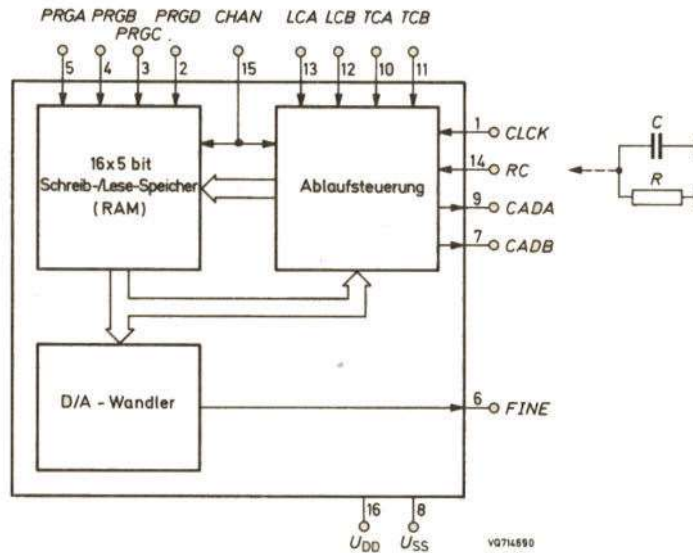 PRGA PRGB PRGD CHAN LCA LCB TCA TCB
PRGC
5 4 3 2 15 13 12 10 11
16x5 bit
Schreib-/Lese-Speicher
(RAM)
Ablaufsteuerung
1 CLCK
14 RC
9 CADA
7 CADB
C
R
D/A - Wandler
6 FINE
16 8
UDD USS
VG714690